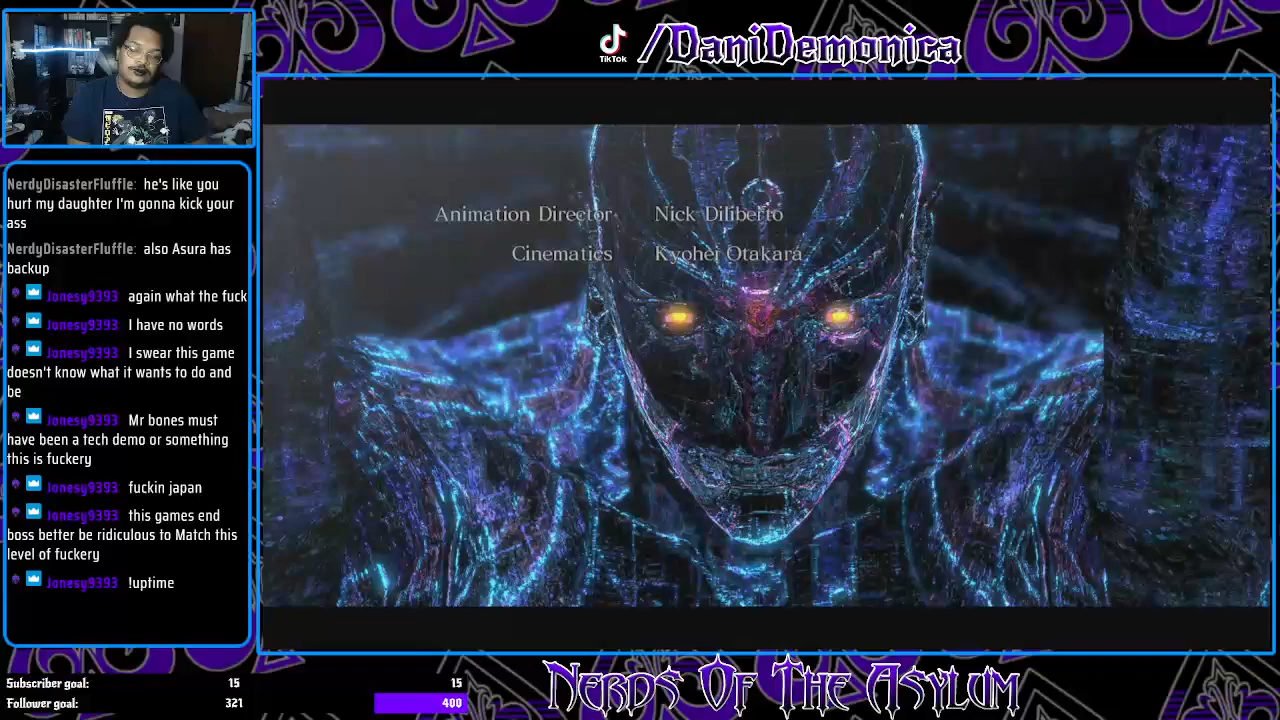 TikTok
/DaniDemonica
NerdyDisasterFluffle: he's like you
hurt my daughter I'm gonna kick your
ass
NerdyDisasterFluffle: also Asura has
backup
Jonesy9393 again what the fuck
Jonesy9393 I have no words
Jonesy9393 I swear this game
doesn't know what it wants to do and
be
Jonesy9393 Mr bones must
have been a tech demo or something
this is fuckery
Jonesy9393 fuckin japan
Jonesy9393 this games end
boss better be ridiculous to Match this
level of fuckery
Jonesy9393 !uptime
Animation Director Nick Diliberto
Cinematics Kyohei Otakara
Subscriber goal: 15 15
Follower goal: 321 400
Nerds Of The Asylum